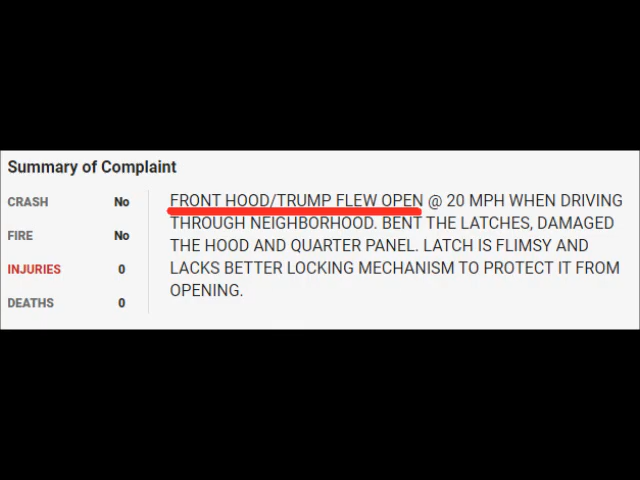 Summary of Complaint
CRASH No
FIRE No
INJURIES 0
DEATHS 0
FRONT HOOD/TRUMP FLEW OPEN @ 20 MPH WHEN DRIVING
THROUGH NEIGHBORHOOD. BENT THE LATCHES, DAMAGED
THE HOOD AND QUARTER PANEL. LATCH IS FLIMSY AND
LACKS BETTER LOCKING MECHANISM TO PROTECT IT FROM
OPENING.